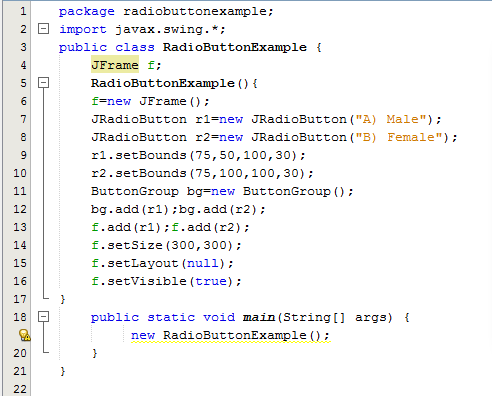 1 package radiobuttonexample;
2 import javax.swing.*;
3 public class RadioButtonExample {
4 JFrame f;
5 RadioButtonExample(){
6 f=new JFrame();
7 JRadioButton r1=new JRadioButton("A) Male");
8 JRadioButton r2=new JRadioButton("B) Female");
9 r1.setBounds(75,50,100,30);
10 r2.setBounds(75,100,100,30);
11 ButtonGroup bg=new ButtonGroup();
12 bg.add(r1);bg.add(r2);
13 f.add(r1);f.add(r2);
14 f.setSize(300,300);
15 f.setLayout(null);
16 f.setVisible(true);
17 }
18 public static void main(String[] args) {
new RadioButtonExample();
20 }
21 }
22